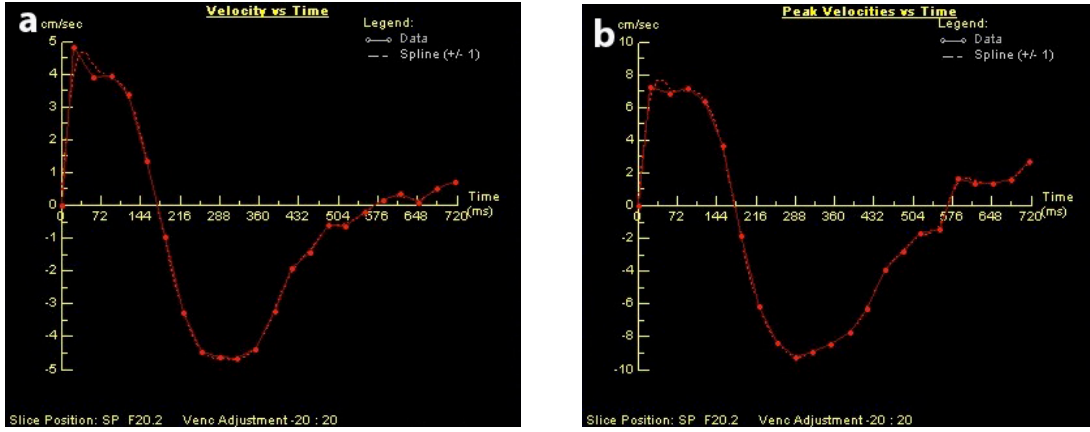 a
cm/sec
Velocity vs Time
Legend:
Data
Spline (+/- 1)
5
4
3
2
1
0
-1
-2
-3
-4
-5
0 72 144 216 288 360 432 504 576 648 720
Time
(ms)
Slice Position: SP F20.2 Venc Adjustment -20 : 20
b
cm/sec
Peak Velocities vs Time
Legend:
Data
Spline (+/- 1)
10
8
6
4
2
0
-2
-4
-6
-8
-10
0 72 144 216 288 360 432 504 576 648 720
Time
(ms)
Slice Position: SP F20.2 Venc Adjustment -20 : 20